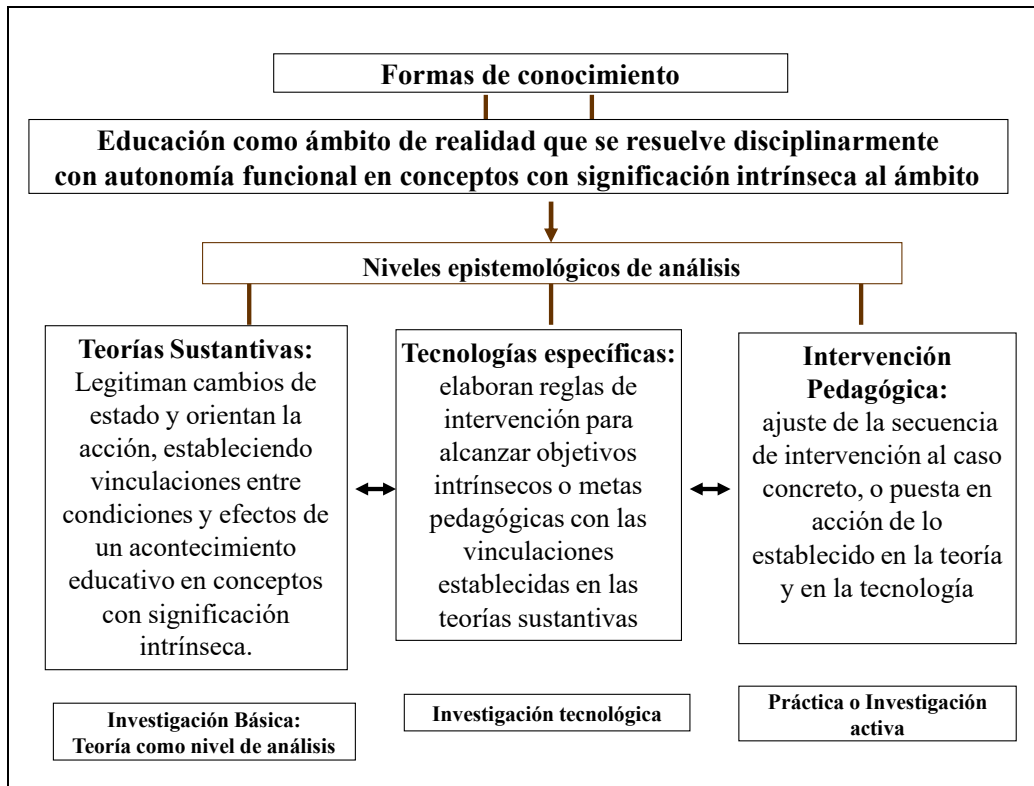 Formas de conocimiento
Educación como ámbito de realidad que se resuelve disciplinarmente
con autonomía funcional en conceptos con significación intrínseca al ámbito
Niveles epistemológicos de análisis
Teorías Sustantivas:
Legitiman cambios de
estado y orientan la
acción, estableciendo
vinculaciones entre
condiciones y efectos de
un acontecimiento
educativo en conceptos
con significación
intrínseca.
Tecnologías específicas:
elaboran reglas de
intervención para
alcanzar objetivos
intrínsecos o metas
pedagógicas con las
vinculaciones
establecidas en las
teorías sustantivas
Intervención
Pedagógica:
ajuste de la secuencia
de intervención al caso
concreto, o puesta en
acción de lo
establecido en la teoría
y en la tecnología
Investigación Básica:
Teoría como nivel de análisis
Investigación tecnológica
Práctica o Investigación
activa